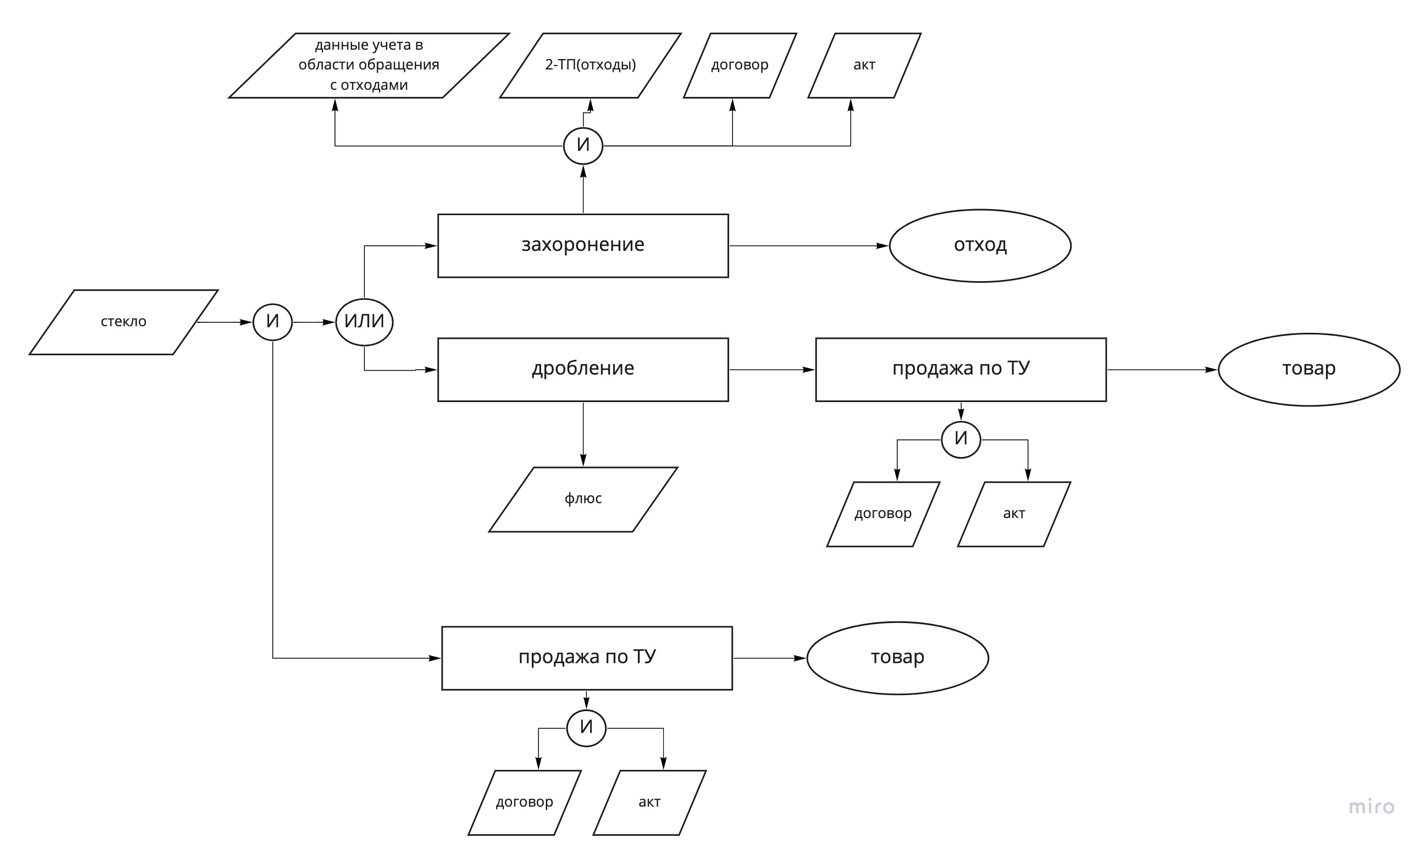 данные учета в
области обращения
с отходами
2-ТП(отходы)
договор
акт
И
захоронение
отход
стекло
И
ИЛИ
дробление
продажа по ТУ
товар
И
флюс
договор
акт
продажа по ТУ
товар
И
договор
акт
miro